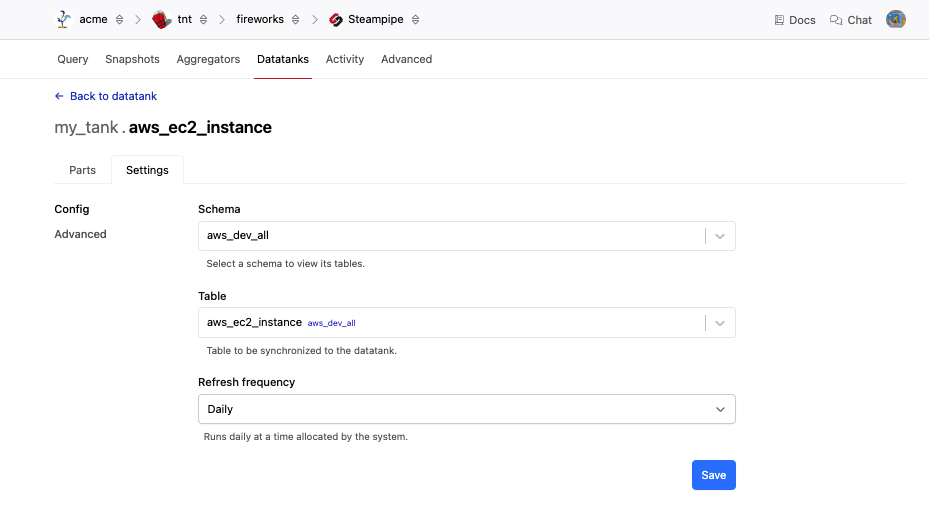 acme tnt fireworks Steampipe Docs Chat
Query Snapshots Aggregators Datatanks Activity Advanced
← Back to datatank
my_tank . aws_ec2_instance
Parts Settings
Config
Advanced
Schema
aws_dev_all
Select a schema to view its tables.
Table
aws_ec2_instance aws_dev_all
Table to be synchronized to the datatank.
Refresh frequency
Daily
Runs daily at a time allocated by the system.
Save